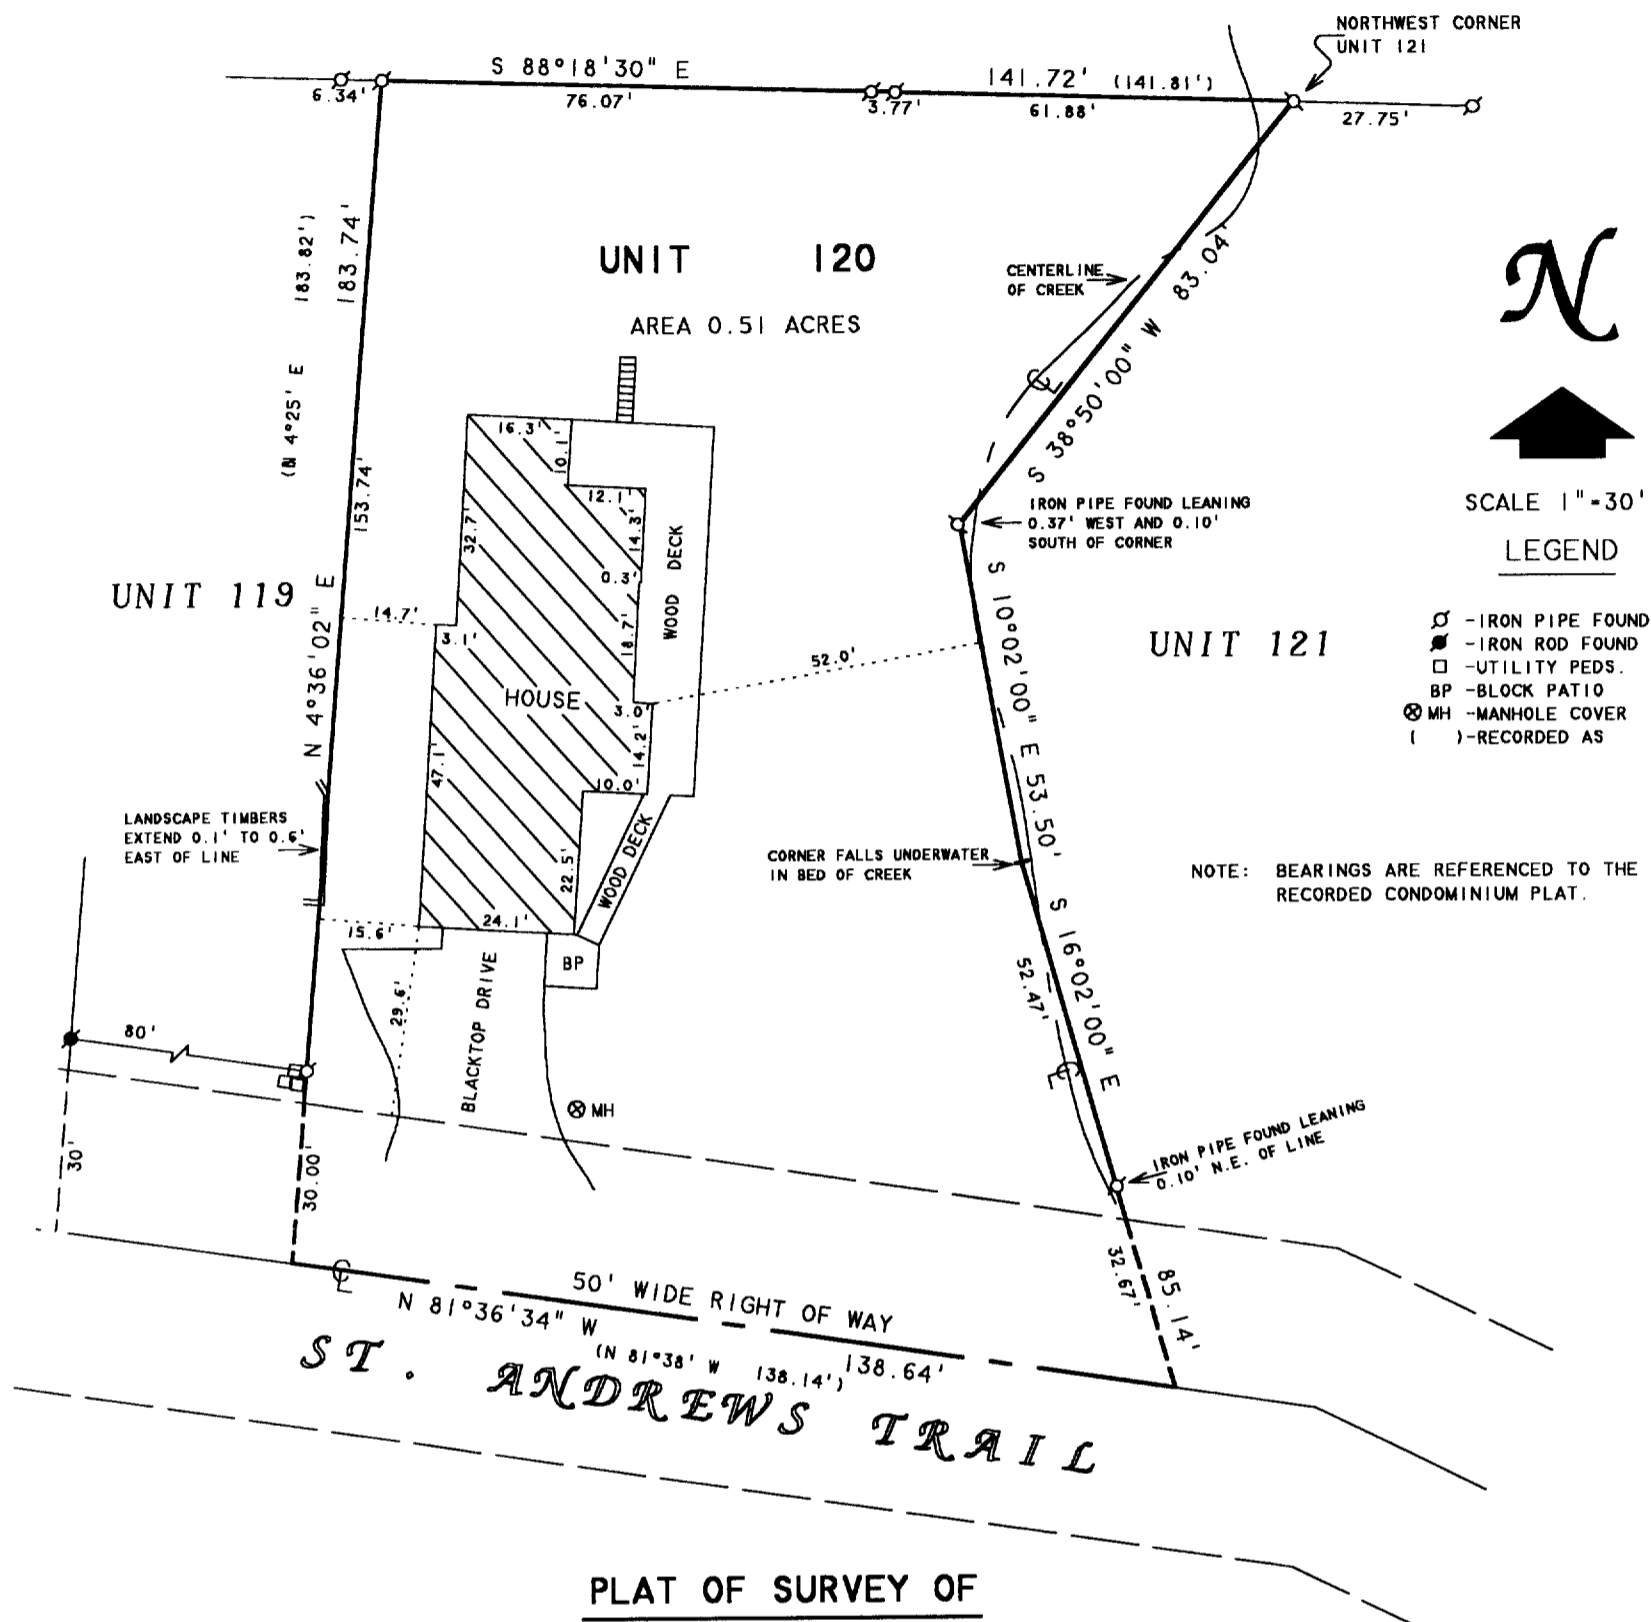 NORTHWEST CORNER
UNIT 121
S 88°18'30" E
141.72' (141.81')
6.34'
76.07'
3.77'
61.88'
27.75'
(N 4°25' E 183.82')
183.74'
153.74'
N 4°36'02" E
UNIT 120
AREA 0.51 ACRES
CENTERLINE
OF CREEK
S 38°50'00" W 83.04'
N
SCALE 1"=30'
LEGEND
-IRON PIPE FOUND
-IRON ROD FOUND
-UTILITY PEDS.
BP -BLOCK PATIO
MH -MANHOLE COVER
( )-RECORDED AS
IRON PIPE FOUND LEANING
0.37' WEST AND 0.10'
SOUTH OF CORNER
16.3'
10.1'
12.1'
14.3'
32.7'
0.3'
18.7'
WOOD DECK
UNIT 119
14.7'
3.1'
HOUSE
3.0'
14.2'
10.0'
47.1'
52.0'
S 10°02'00" E 53.50'
UNIT 121
LANDSCAPE TIMBERS
EXTEND 0.1' TO 0.6'
EAST OF LINE
22.5'
WOOD DECK
24.1'
CORNER FALLS UNDERWATER
IN BED OF CREEK
NOTE: BEARINGS ARE REFERENCED TO THE
RECORDED CONDOMINIUM PLAT.
15.6'
29.6'
BP
BLACKTOP DRIVE
52.47'
S 16°02'00" E
80'
MH
30'
30.00'
IRON PIPE FOUND LEANING
0.10' N.E. OF LINE
32.67'
85.14'
50' WIDE RIGHT OF WAY
N 81°36'34" W
138.64'
(N 81°38' W 138.14')
ST. ANDREWS TRAIL
PLAT OF SURVEY OF